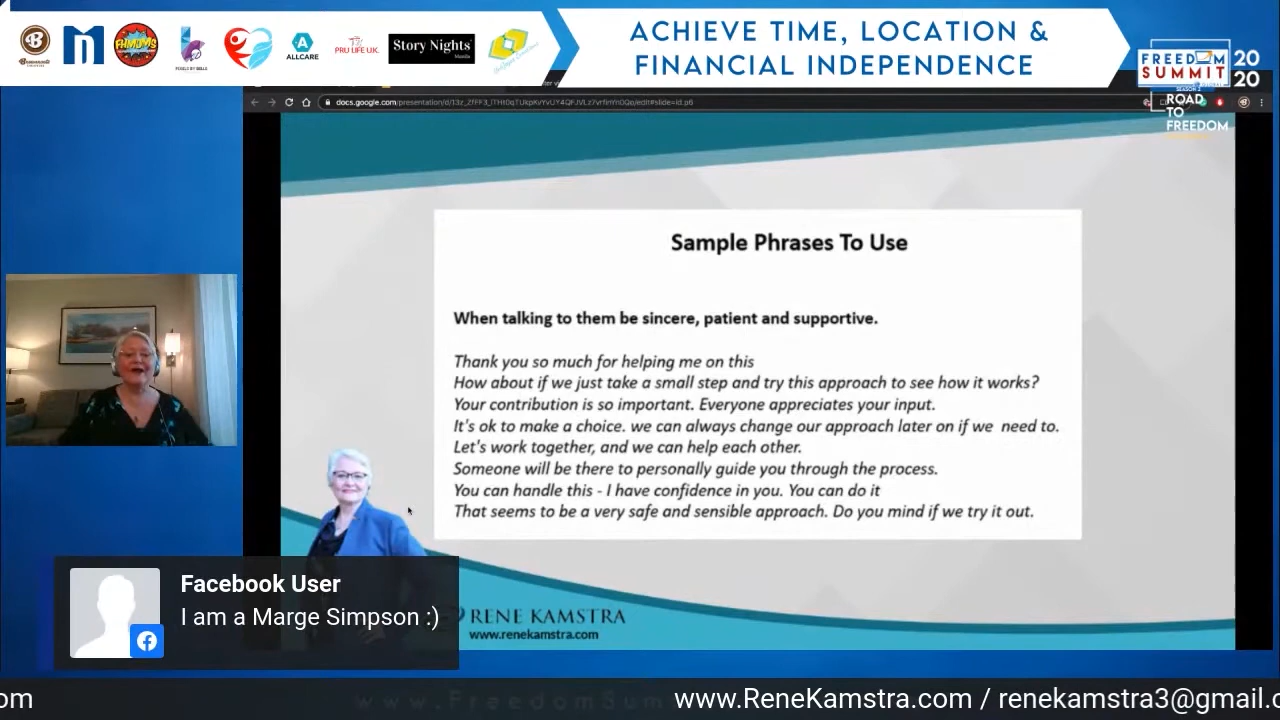 ACHIEVE TIME, LOCATION &
FINANCIAL INDEPENDENCE
FHMOMS
ALLCARE
PRU LIFE UK.
Story Nights
FREEDOM
SUMMIT
20
20
ROAD
TO
FREEDOM
Sample Phrases To Use
When talking to them be sincere, patient and supportive.
Thank you so much for helping me on this
How about if we just take a small step and try this approach to see how it works?
Your contribution is so important. Everyone appreciates your input.
It's ok to make a choice. we can always change our approach later on if we need to.
Let's work together, and we can help each other.
Someone will be there to personally guide you through the process.
You can handle this - I have confidence in you. You can do it
That seems to be a very safe and sensible approach. Do you mind if we try it out.
Facebook User
I am a Marge Simpson :)
RENE KAMSTRA
www.renekamstra.com
om
www.ReneKamstra.com / renekamstra3@gmail.c